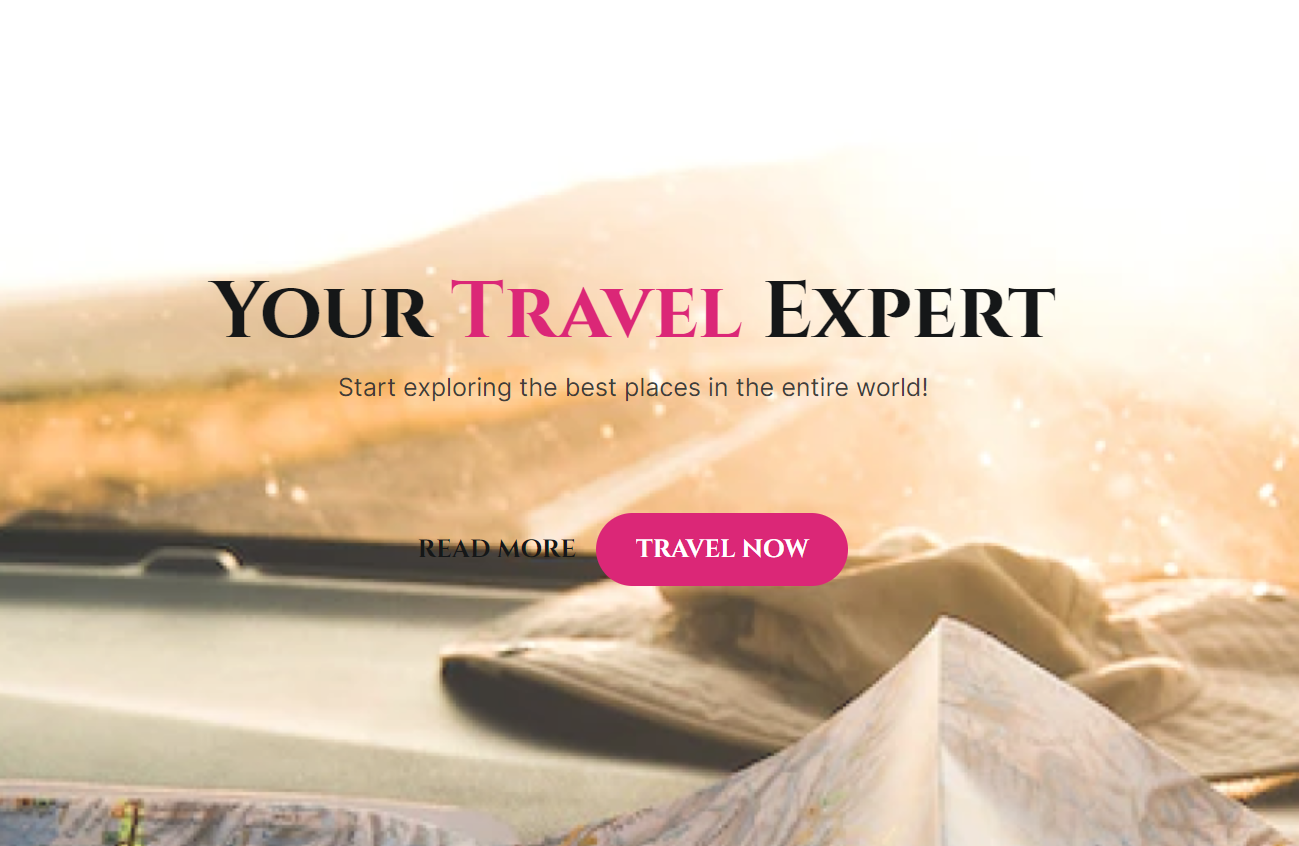 Your Travel Expert
Start exploring the best places in the entire world!
READ MORE
TRAVEL NOW